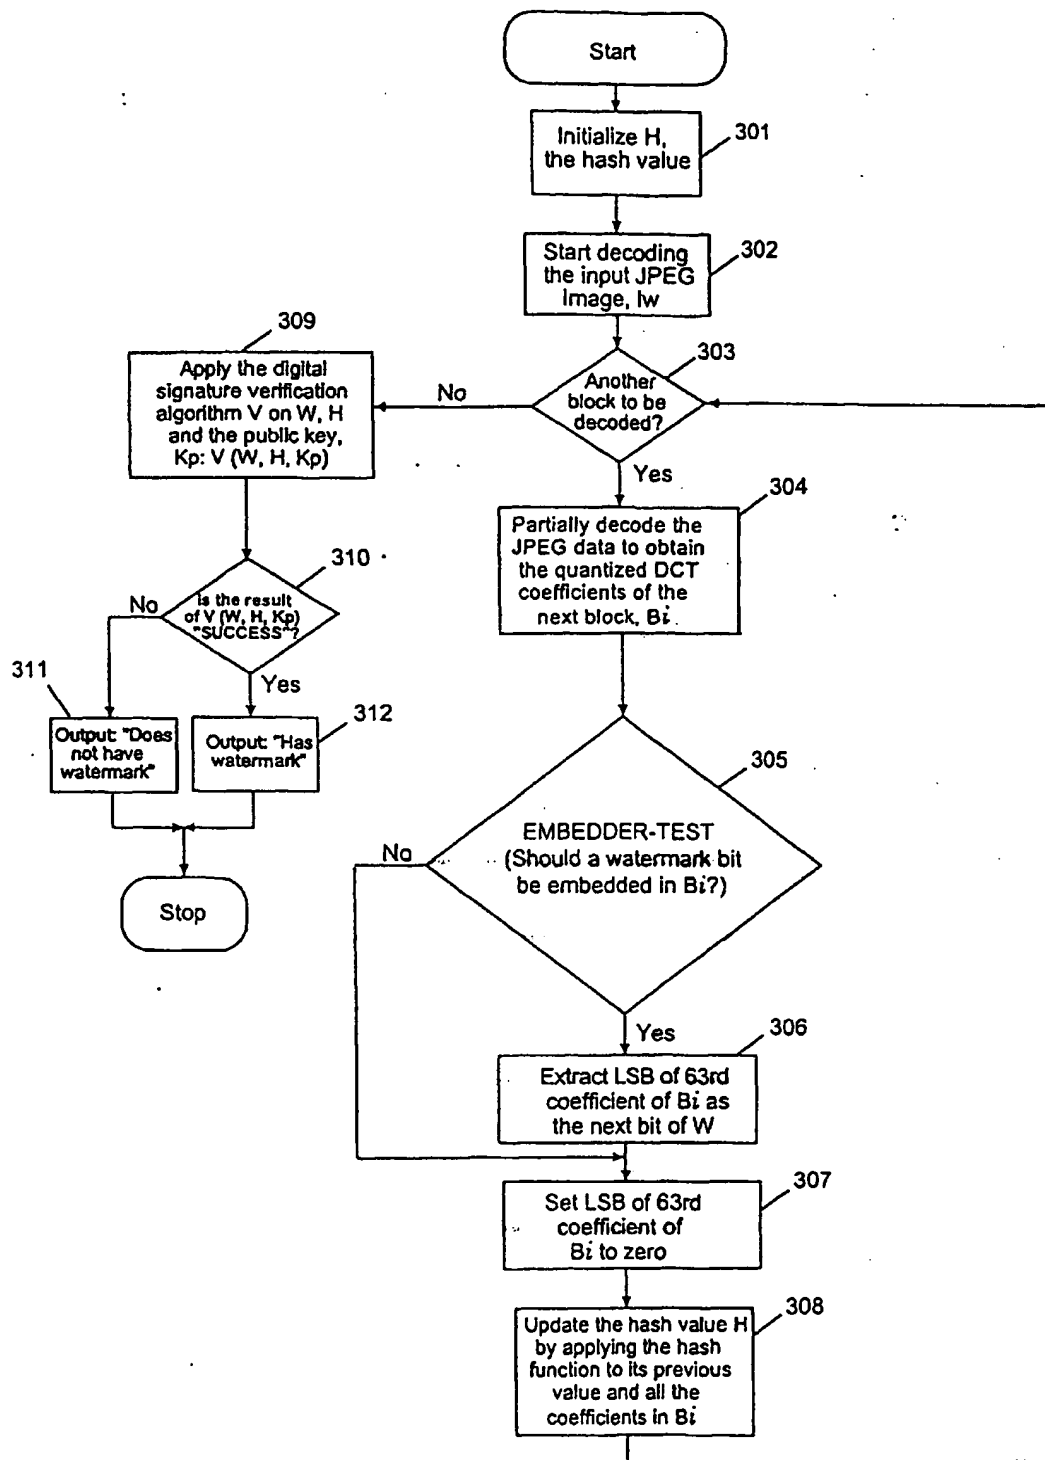 Start
Initialize H,
the hash value
301
Start decoding
the input JPEG
Image, Iw
302
303
Another
block to be
decoded?
No
Yes
309
Apply the digital
signature verification
algorithm V on W, H
and the public key,
Kp: V (W, H, Kp)
304
Partially decode the
JPEG data to obtain
the quantized DCT
coefficients of the
next block, Bi
310
Is the result
of V (W, H, Kp)
"SUCCESS"?
No
Yes
311
Output: "Does
not have
watermark"
312
Output: "Has
watermark"
Stop
305
EMBEDDER-TEST
(Should a watermark bit
be embedded in Bi?)
No
Yes
306
Extract LSB of 63rd
coefficient of Bi as
the next bit of W
307
Set LSB of 63rd
coefficient of
Bi to zero
308
Update the hash value H
by applying the hash
function to its previous
value and all the
coefficients in Bi